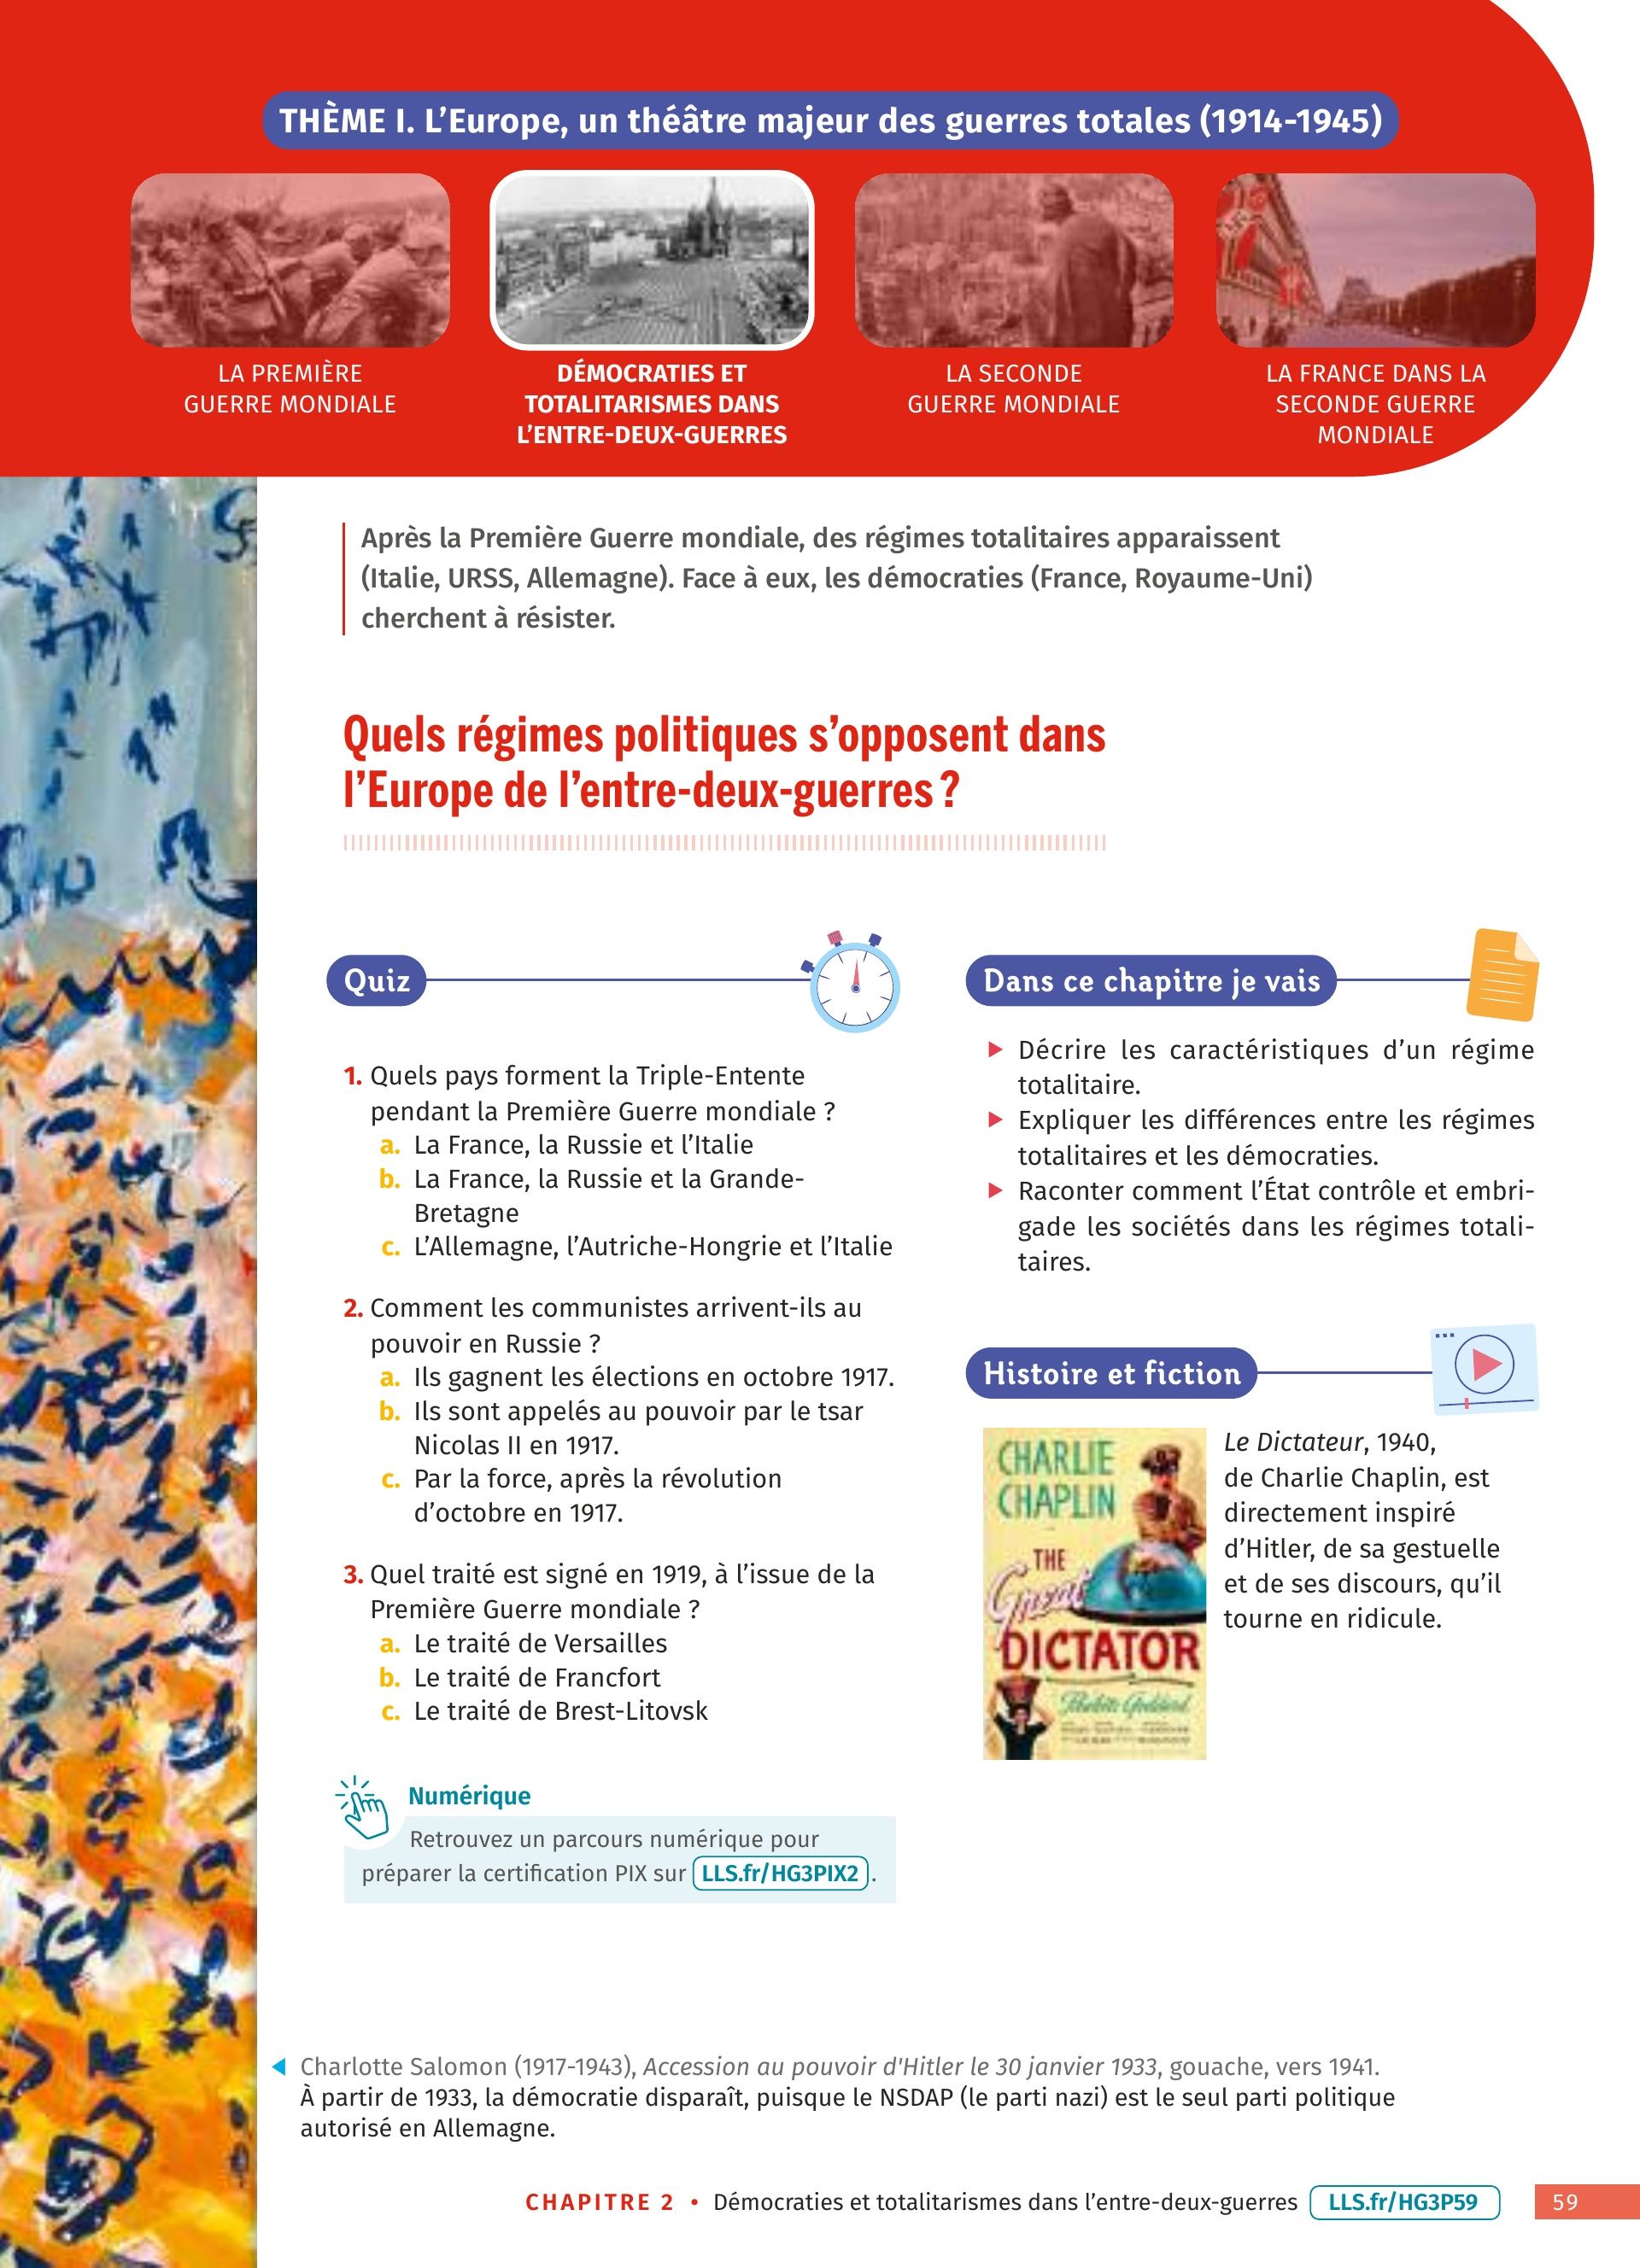 THÈME I. L’Europe, un théâtre majeur des guerres totales (1914-1945)
LA PREMIÈRE
GUERRE MONDIALE
DÉMOCRATIES ET
TOTALITARISMES DANS
L’ENTRE-DEUX-GUERRES
LA SECONDE
GUERRE MONDIALE
LA FRANCE DANS LA
SECONDE GUERRE
MONDIALE
Après la Première Guerre mondiale, des régimes totalitaires apparaissent
(Italie, URSS, Allemagne). Face à eux, les démocraties (France, Royaume-Uni)
cherchent à résister.
Quels régimes politiques s’opposent dans
l’Europe de l’entre-deux-guerres ?
Quiz
1. Quels pays forment la Triple-Entente
pendant la Première Guerre mondiale ?
a. La France, la Russie et l’Italie
b. La France, la Russie et la Grande-
Bretagne
c. L’Allemagne, l’Autriche-Hongrie et l’Italie
2. Comment les communistes arrivent-ils au
pouvoir en Russie ?
a. Ils gagnent les élections en octobre 1917.
b. Ils sont appelés au pouvoir par le tsar
Nicolas II en 1917.
c. Par la force, après la révolution
d’octobre en 1917.
3. Quel traité est signé en 1919, à l’issue de la
Première Guerre mondiale ?
a. Le traité de Versailles
b. Le traité de Francfort
c. Le traité de Brest-Litovsk
Numérique
Retrouvez un parcours numérique pour
préparer la certification PIX sur LLS.fr/HG3PIX2 .
Dans ce chapitre je vais
Décrire les caractéristiques d’un régime
totalitaire.
Expliquer les différences entre les régimes
totalitaires et les démocraties.
Raconter comment l’État contrôle et embri-
gade les sociétés dans les régimes totali-
taires.
Histoire et fiction
CHARLIE
CHAPLIN
THE
Great
DICTATOR
Paulette Goddard
Le Dictateur, 1940,
de Charlie Chaplin, est
directement inspiré
d’Hitler, de sa gestuelle
et de ses discours, qu’il
tourne en ridicule.
Charlotte Salomon (1917-1943), Accession au pouvoir d'Hitler le 30 janvier 1933, gouache, vers 1941.
À partir de 1933, la démocratie disparaît, puisque le NSDAP (le parti nazi) est le seul parti politique
autorisé en Allemagne.
CHAPITRE 2 • Démocraties et totalitarismes dans l’entre-deux-guerres LLS.fr/HG3P59 59